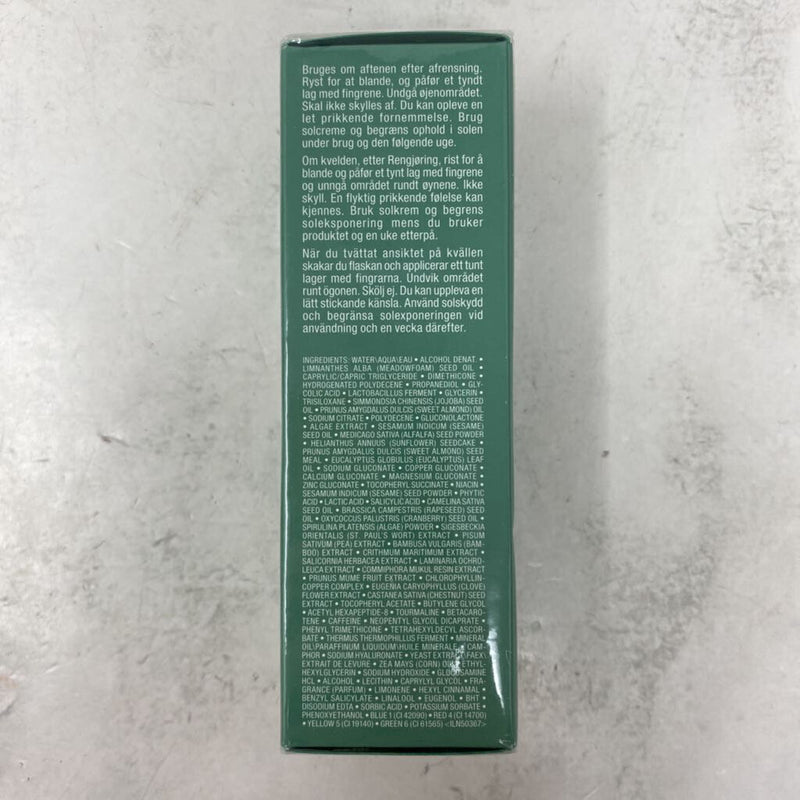 Bruges om aftenen efter afrensning.
Ryst for at blande, og påfør et tyndt
lag med fingrene. Undgå øjenområdet.
Skal ikke skylles af. Du kan opleve en
let prikkende fornemmelse. Brug
solcreme og begræns ophold i solen
under brug og den følgende uge.
Om kvelden, etter Rengjøring, rist for å
blande og påfør et tynt lag med fingrene
og unngå området rundt øynene. Ikke
skyll. En flyktig prikkende følelse kan
kjennes. Bruk solkrem og begrens
soleksponering mens du bruker
produktet og en uke etterpå.
När du tvättat ansiktet på kvällen
skakar du flaskan och applicerar ett tunt
lager med fingrarna. Undvik området
runt ögonen. Skölj ej. Du kan uppleva en
lätt stickande känsla. Använd solskydd
och begränsa solexponeringen vid
användning och en vecka därefter.
INGREDIENTS: WATER\AQUA\EAU • ALCOHOL DENAT. •
LIMNANTHES ALBA (MEADOWFOAM) SEED OIL •
CAPRYLIC/CAPRIC TRIGLYCERIDE • DIMETHICONE •
HYDROGENATED POLYDECENE • PROPANEDIOL • GLY-
COLIC ACID • LACTOBACILLUS FERMENT • GLYCERIN •
TRISILOXANE • SIMMONDSIA CHINENSIS (JOJOBA) SEED
OIL • PRUNUS AMYGDALUS DULCIS (SWEET ALMOND) OIL
• SODIUM CITRATE • POLYDECENE • GLUCONOLACTONE
• ALGAE EXTRACT • SESAMUM INDICUM (SESAME)
SEED OIL • MEDICAGO SATIVA (ALFALFA) SEED POWDER
• HELIANTHUS ANNUUS (SUNFLOWER) SEEDCAKE •
PRUNUS AMYGDALUS DULCIS (SWEET ALMOND) SEED
MEAL • EUCALYPTUS GLOBULUS (EUCALYPTUS) LEAF
OIL • SODIUM GLUCONATE • COPPER GLUCONATE •
CALCIUM GLUCONATE • MAGNESIUM GLUCONATE •
ZINC GLUCONATE • TOCOPHERYL SUCCINATE • NIACIN •
SESAMUM INDICUM (SESAME) SEED POWDER • PHYTIC
ACID • LACTIC ACID • SALICYLIC ACID • CAMELINA SATIVA
SEED OIL • BRASSICA CAMPESTRIS (RAPESEED) SEED
OIL • OXYCOCCUS PALUSTRIS (CRANBERRY) SEED OIL •
SPIRULINA PLATENSIS (ALGAE) POWDER • SIGESBECKIA
ORIENTALIS (ST. PAUL'S WORT) EXTRACT • PISUM
SATIVUM (PEA) EXTRACT • BAMBUSA VULGARIS (BAM-
BOO) EXTRACT • CRITHMUM MARITIMUM EXTRACT •
SALICORNIA HERBACEA EXTRACT • LAMINARIA OCHRO-
LEUCA EXTRACT • COMMIPHORA MUKUL RESIN EXTRACT
• PRUNUS MUME FRUIT EXTRACT • CHLOROPHYLLIN-
COPPER COMPLEX • EUGENIA CARYOPHYLLUS (CLOVE)
FLOWER EXTRACT • CASTANEA SATIVA (CHESTNUT) SEED
EXTRACT • TOCOPHERYL ACETATE • BUTYLENE GLYCOL
• ACETYL HEXAPEPTIDE-8 • TOURMALINE • BETACARO-
TENE • CAFFEINE • NEOPENTYL GLYCOL DICAPRATE •
PHENYL TRIMETHICONE • TETRAHEXYLDECYL ASCOR-
BATE • THERMUS THERMOPHILLUS FERMENT • MINERAL
OIL\PARAFFINUM LIQUIDUM\HUILE MINERALE • CAM-
PHOR • SODIUM HYALURONATE • YEAST EXTRACT\FAEX\
EXTRAIT DE LEVURE • ZEA MAYS (CORN) OIL • ETHYL-
HEXYLGLYCERIN • SODIUM HYDROXIDE • GLUCOSAMINE
HCL • ALCOHOL • LECITHIN • CAPRYLYL GLYCOL • FRA-
GRANCE (PARFUM) • LIMONENE • HEXYL CINNAMAL •
BENZYL SALICYLATE • LINALOOL • EUGENOL • BHT •
DISODIUM EDTA • SORBIC ACID • POTASSIUM SORBATE •
PHENOXYETHANOL • BLUE 1 (CI 42090) • RED 4 (CI 14700)
• YELLOW 5 (CI 19140) • GREEN 6 (CI 61565) <ILN50387>